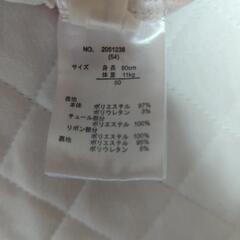 NO. 2051238
(54)
サイズ 身長 80cm
体重 11kg
80
表地
本体 ポリエステル 97%
ポリウレタン 3%
チュール部分
ポリエステル 100%
リボン部分
ポリエステル 100%
裏地 ポリエステル 95%
ポリウレタン 5%